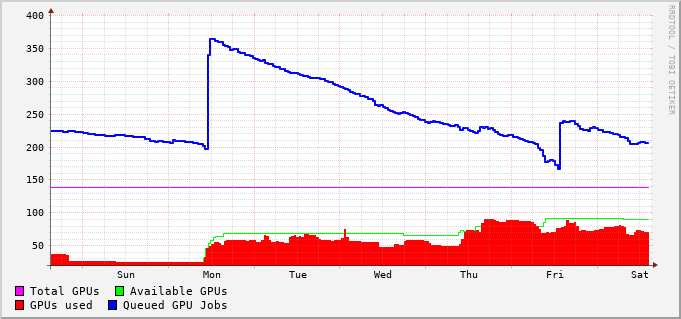 400
350
300
250
200
150
100
50
Sun Mon Tue Wed Thu Fri Sat
Total GPUs Available GPUs
GPUs used Queued GPU Jobs
RRDTOOL / TOBI OETIKER